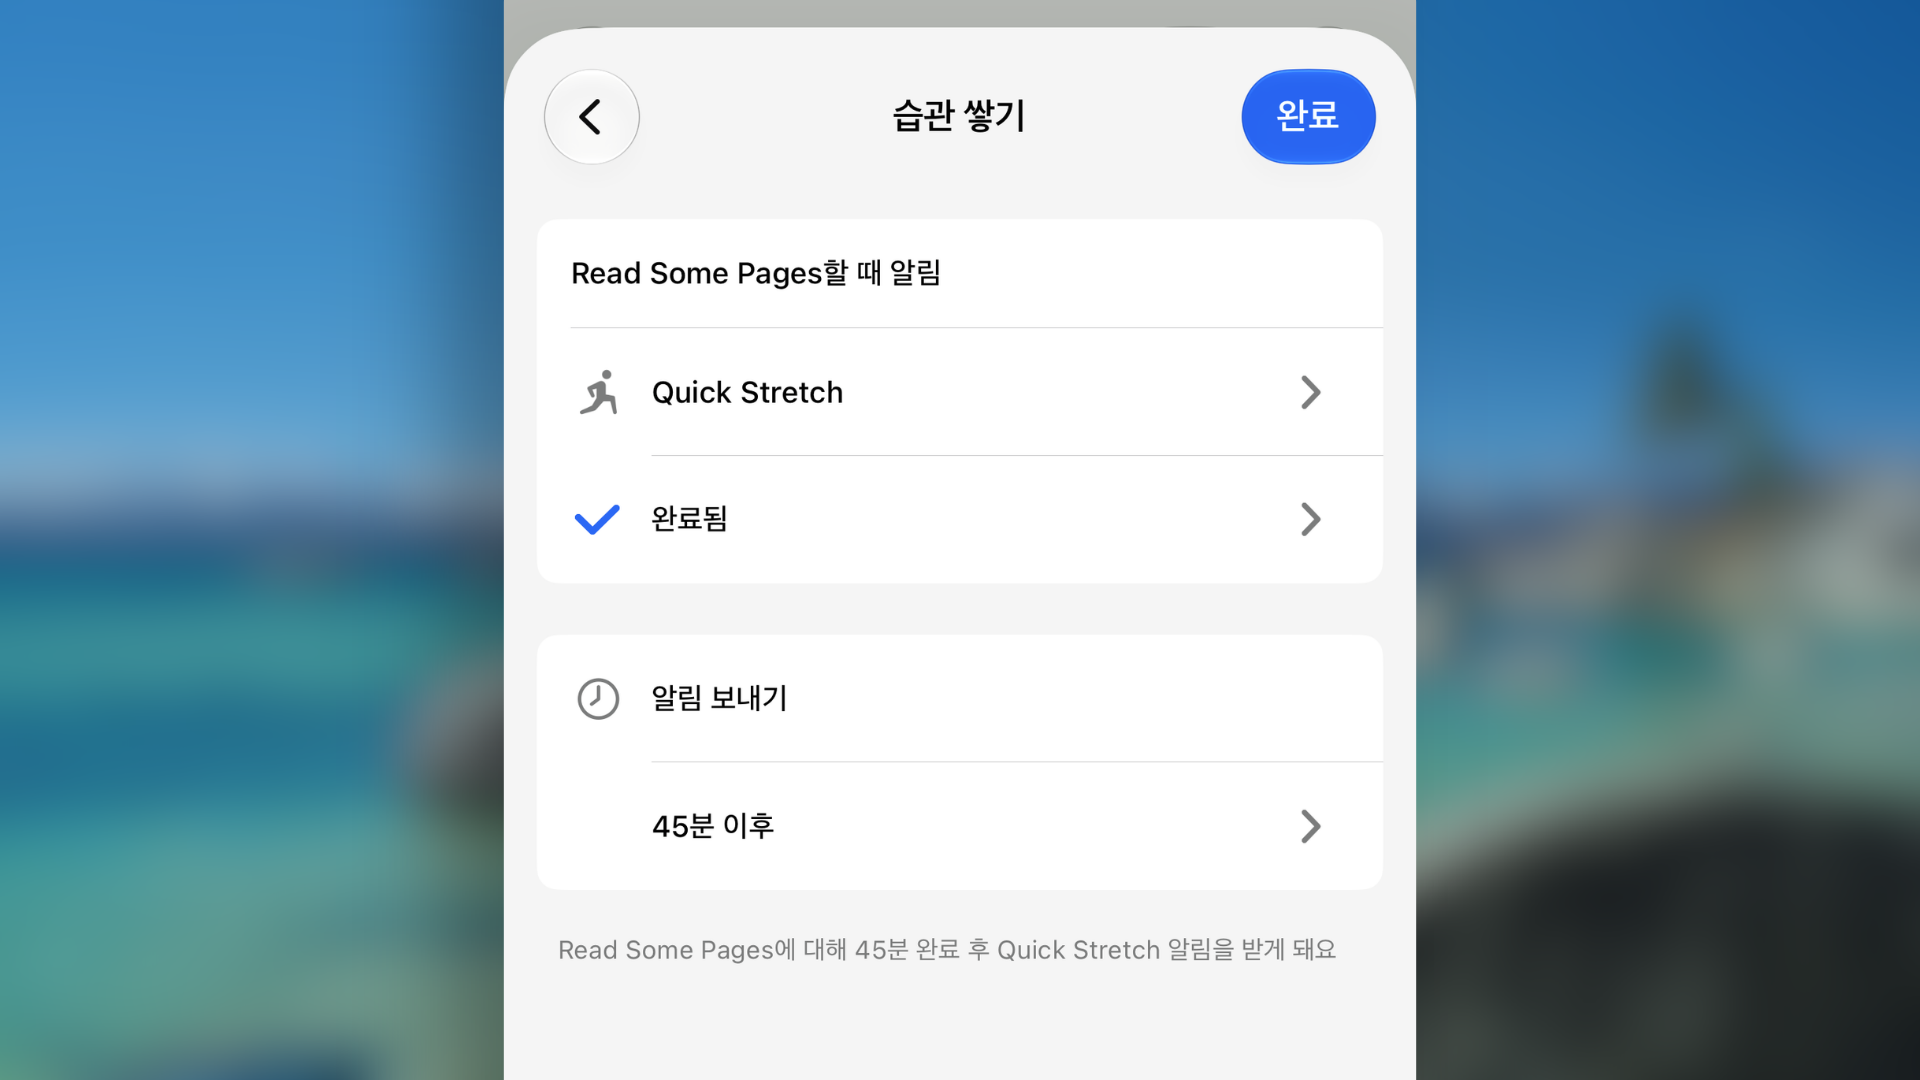 습관 쌓기
완료
Read Some Pages할 때 알림
Quick Stretch
완료됨
알림 보내기
45분 이후
Read Some Pages에 대해 45분 완료 후 Quick Stretch 알림을 받게 돼요